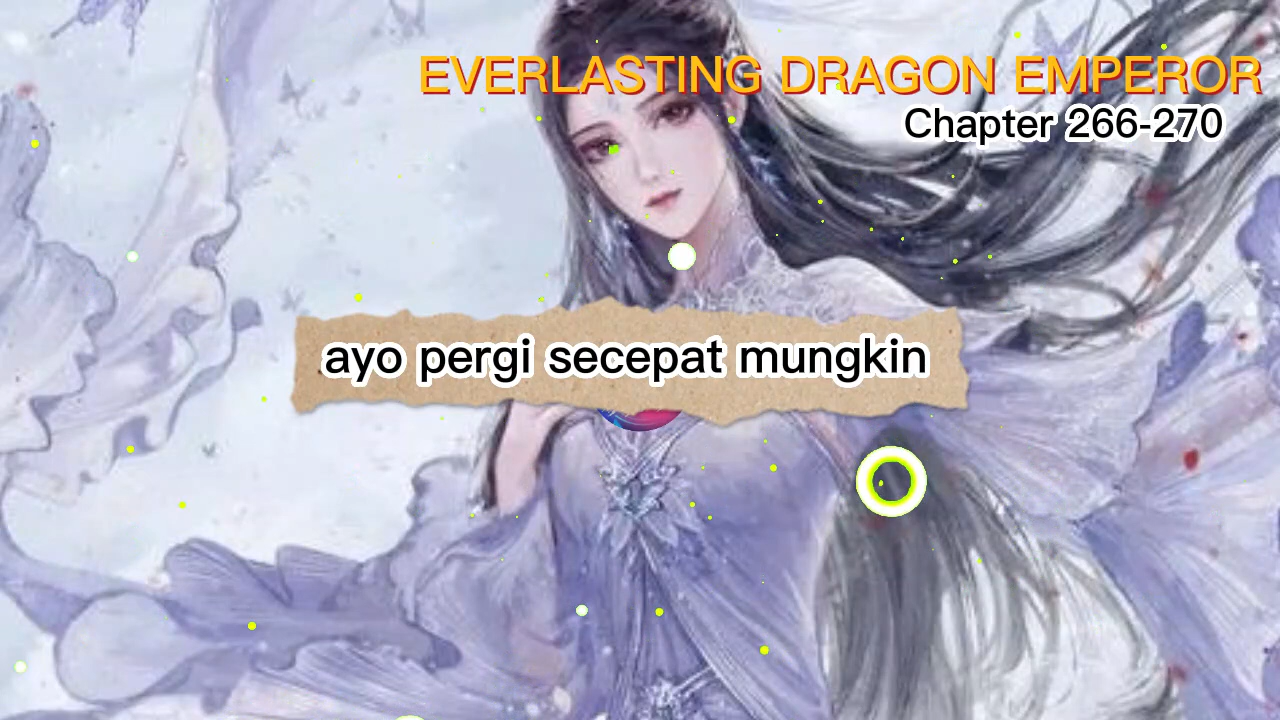 EVERLASTING DRAGON EMPEROR
Chapter 266-270
ayo pergi secepat mungkin